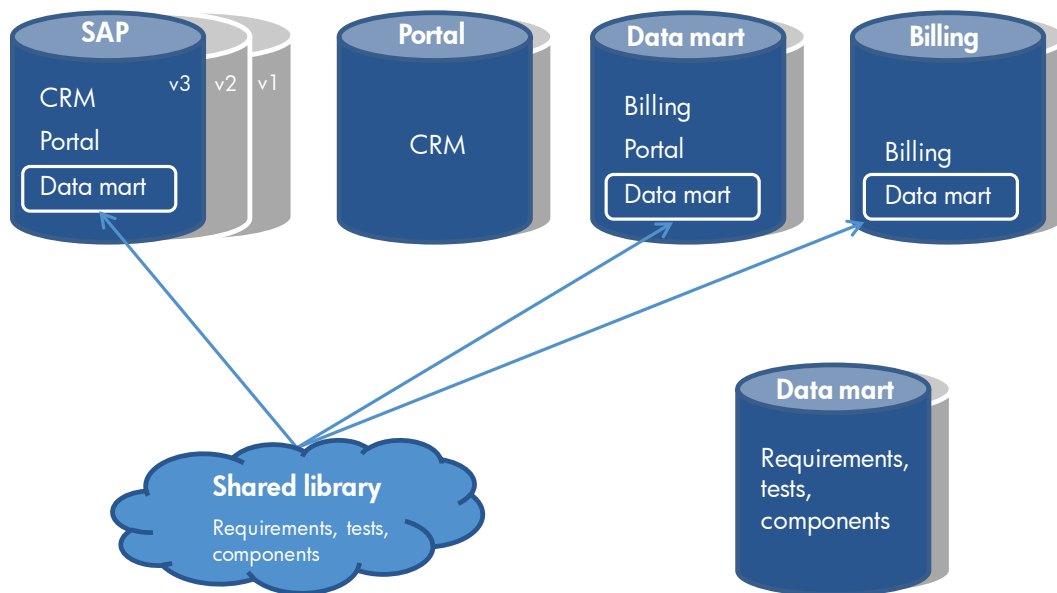 SAP
CRM
v3
v2
v1
Portal
Data mart
Portal
CRM
Data mart
Billing
Portal
Data mart
Billing
Billing
Data mart
Shared library
Requirements, tests,
components
Data mart
Requirements,
tests,
components